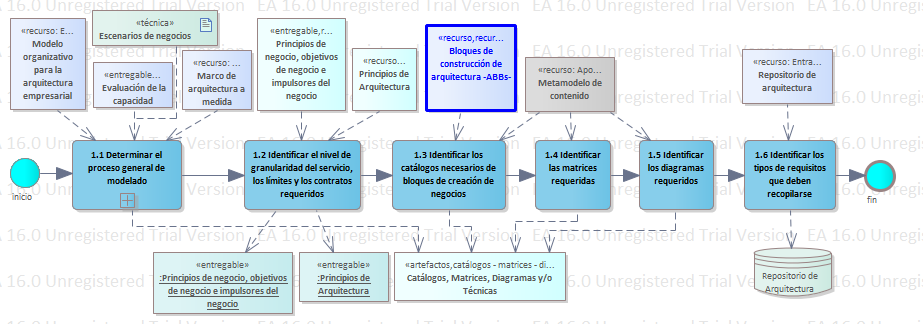 EA 16.0 Unregistered Trial Version EA 16.0 Unregistered Trial Version EA 16.0 Unregistered Trial Version EA 16.0 Unregistered
«recurso: E...
Modelo
organizativo
para la
arquitectura
empresarial
«técnica»
Escenarios de negocios
«entregable...
Evaluación de la
capacidad
«recurso: ...
Marco de
arquitectura a
medida
«entregable,r...
Principios de
negocio, objetivos
de negocio e
impulsores del
negocio
«recurso...
Principios de
Arquitectura
«recurso,recur...
Bloques de
construcción de
arquitectura -ABBs-
«recurso: Apo...
Metamodelo de
contenido
«recurso: Entra...
Repositorio de
arquitectura
inicio
1.1 Determinar el
proceso general de
modelado
1.2 Identificar el nivel de
granularidad del servicio,
los límites y los contratos
requeridos
1.3 Identificar los
catálogos necesarios de
bloques de creación de
negocios
1.4 Identificar
las matrices
requeridas
1.5 Identificar
los diagramas
requeridos
1.6 Identificar los
tipos de requisitos
que deben
recopilarse
fin
«entregable»
:Principios de negocio, objetivos
de negocio e impulsores del
negocio
«entregable»
:Principios de
Arquitectura
«artefactos,catálogos - matrices - di...
Catálogos, Matrices, Diagramas y/o
Técnicas
Repositorio de
Arquitectura